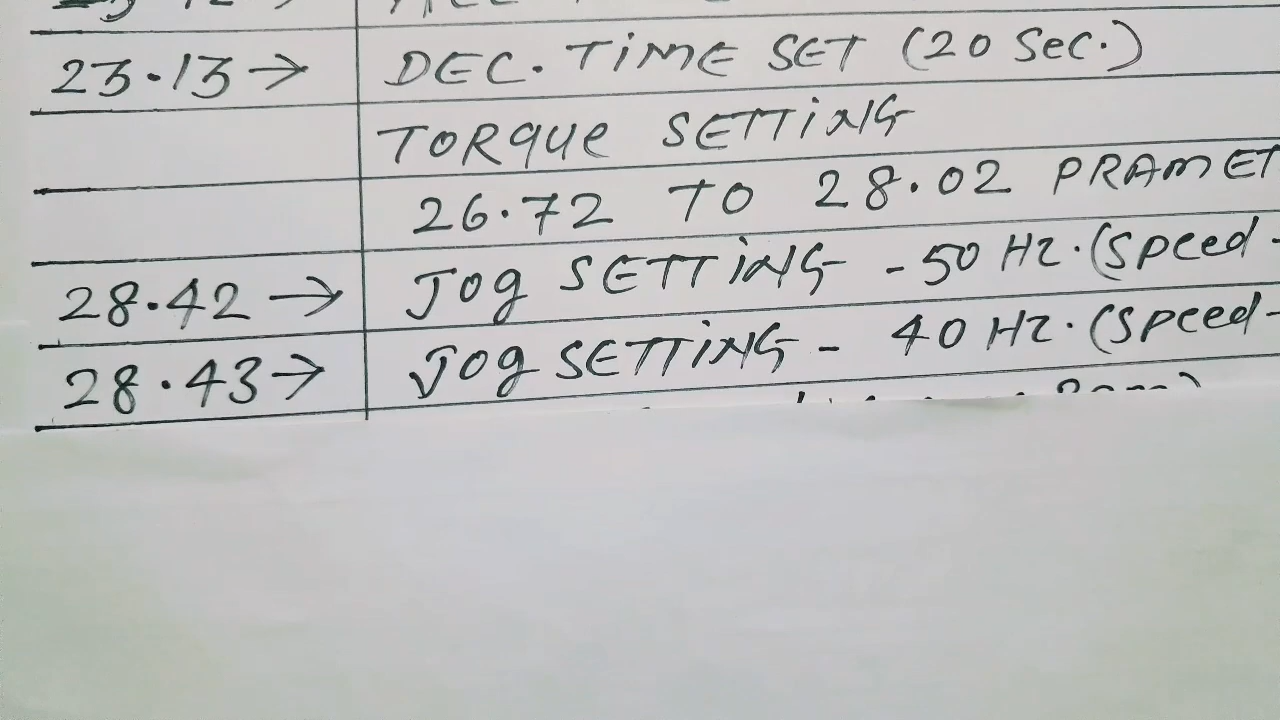 23.13→ DEC. TIME SET (20 Sec.)
TORque SETTING
26.72 TO 28.02 PRAMET
28.42→ Jog SETTING - 50 Hz. (Speed-
28.43→ Jog SETTING - 40 Hz. (Speed-